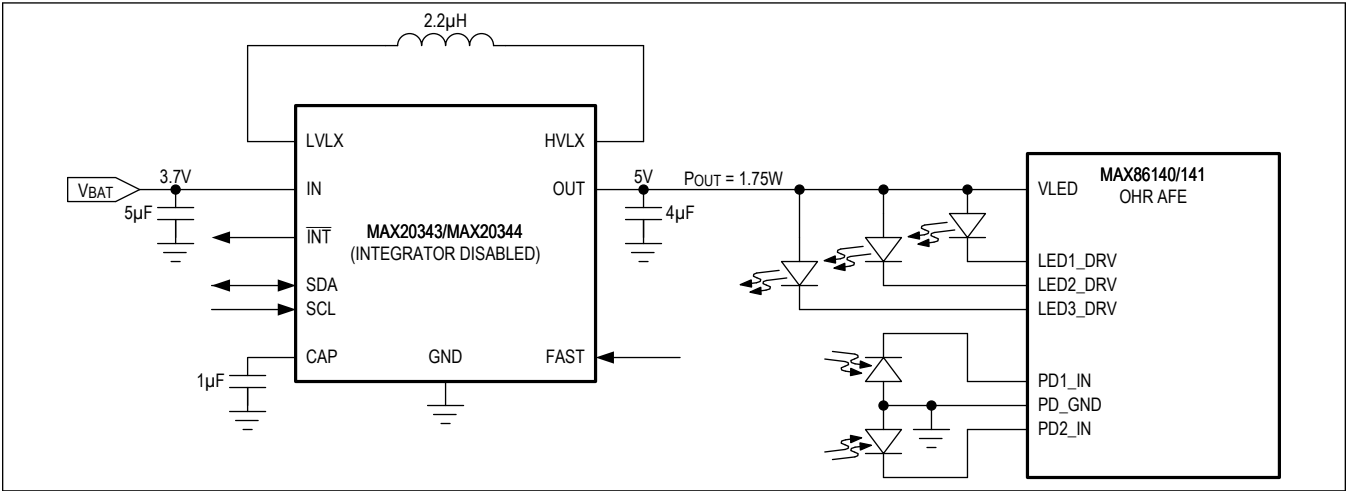 2.2µH
LVLX
HVLX
VBAT
3.7V
IN
OUT
5V
POUT = 1.75W
5µF
4µF
INT
MAX20343/MAX20344
(INTEGRATOR DISABLED)
SDA
SCL
CAP
GND
FAST
1µF
MAX86140/141
OHR AFE
VLED
LED1_DRV
LED2_DRV
LED3_DRV
PD1_IN
PD_GND
PD2_IN